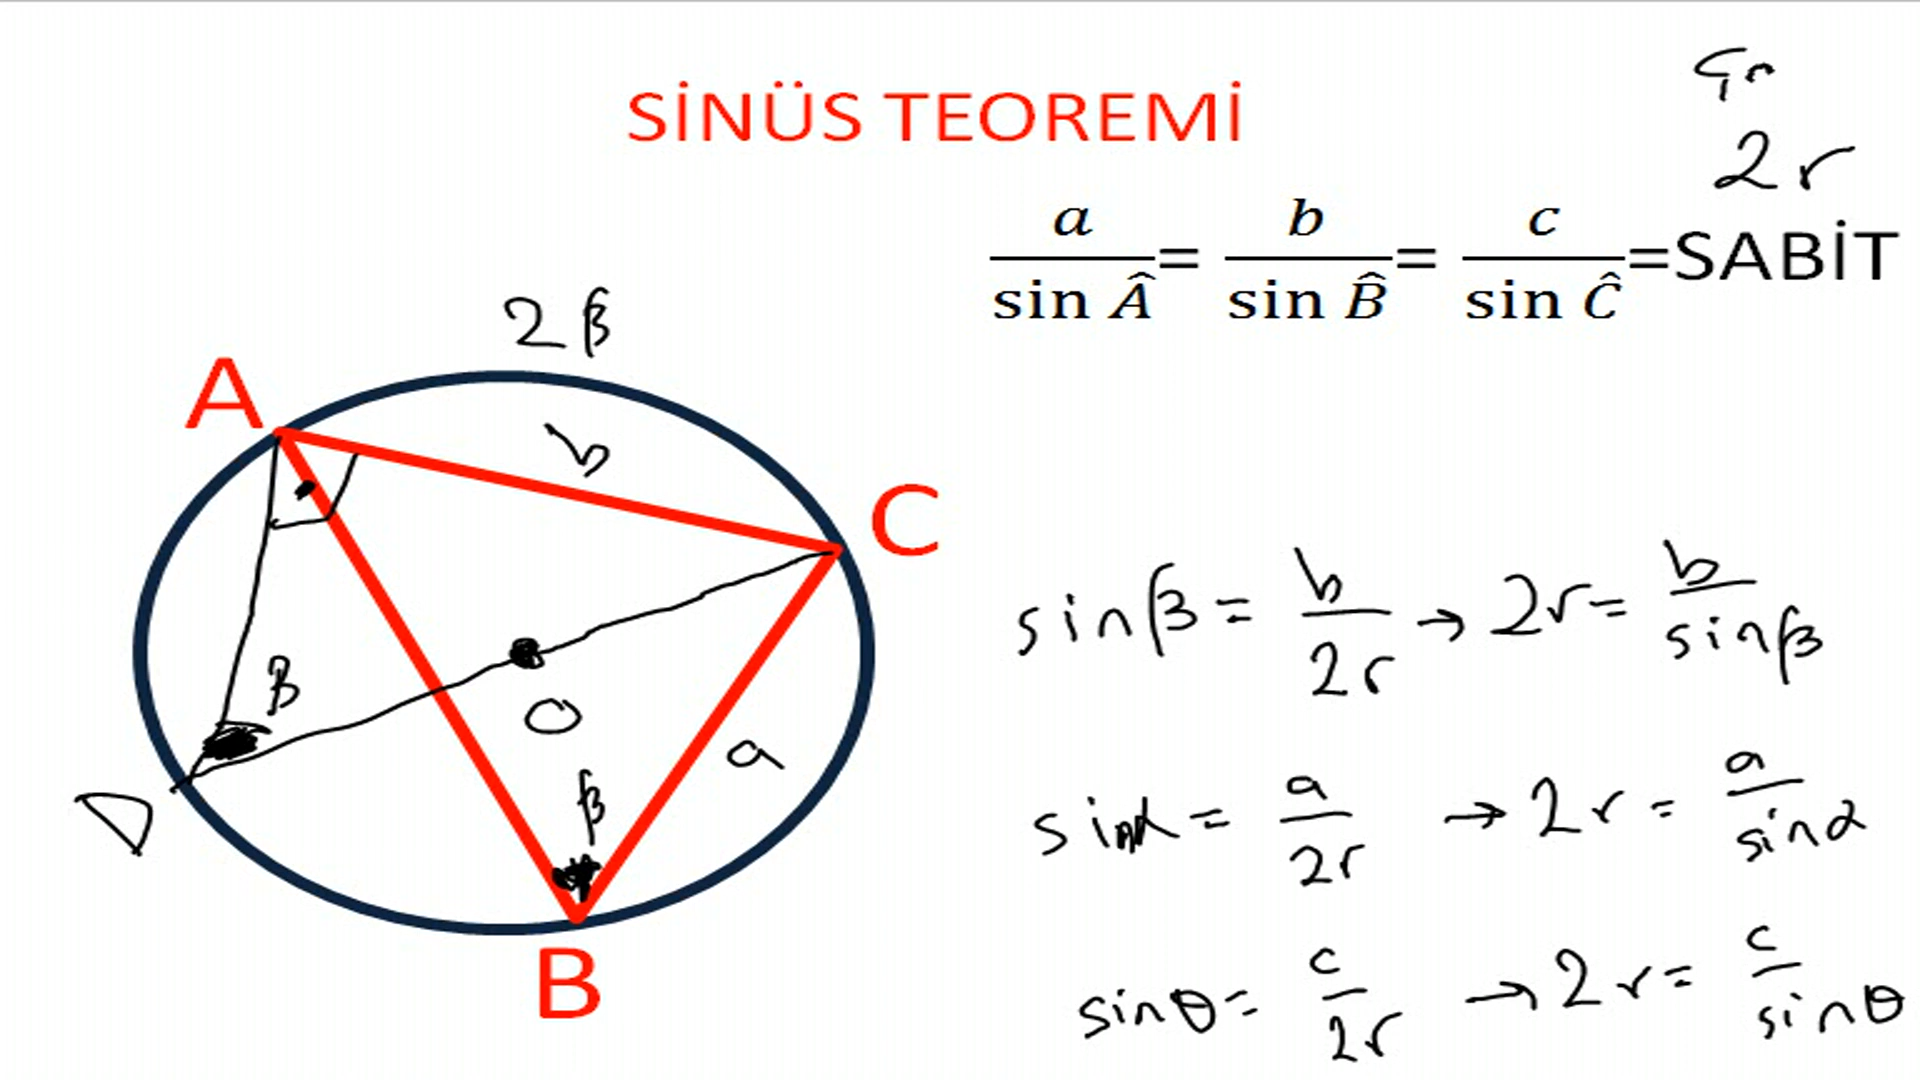 SİNÜS TEOREMİ
Çr
2r
a/sin Â = b/sin B̂ = c/sin Ĉ = SABİT
2β
A
b
C
β
O
a
D
β
B
sinβ = b/2r → 2r = b/sinβ
sinα = a/2r → 2r = a/sinα
sinθ = c/2r → 2r = c/sinθ